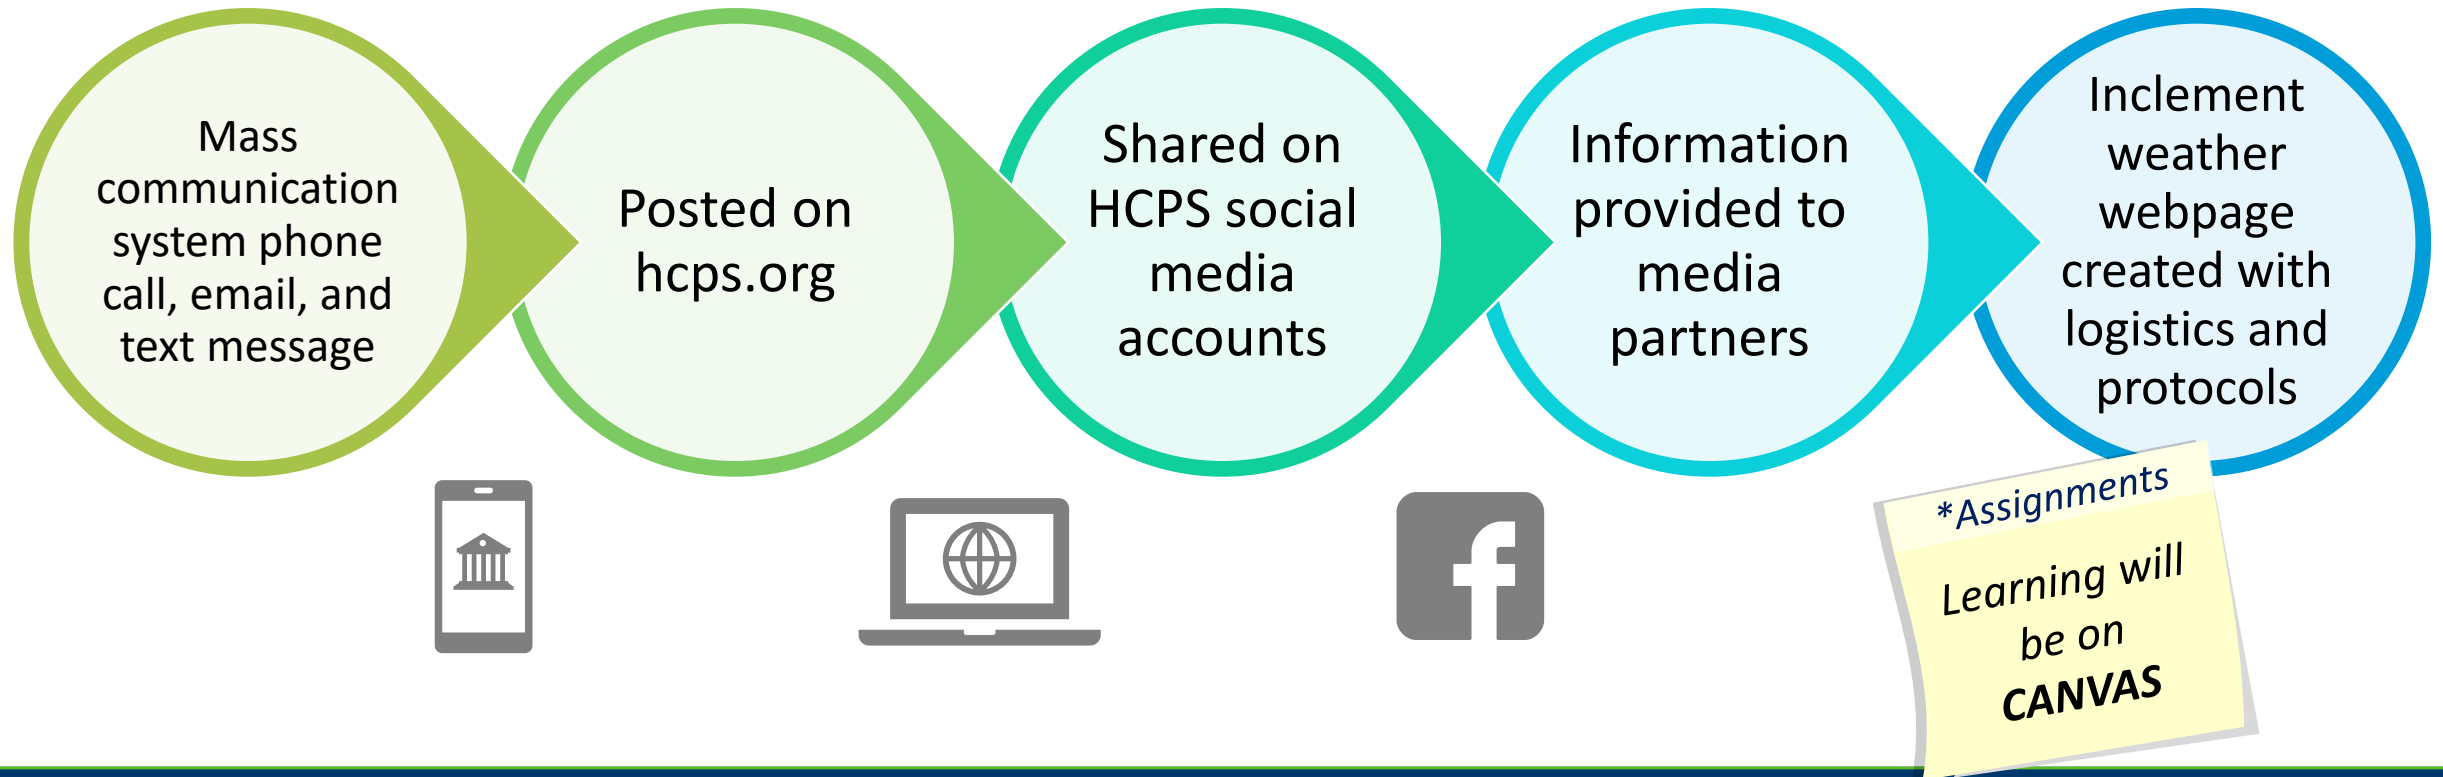 Mass
communication
system phone
call, email, and
text message
Posted on
hcps.org
Shared on
HCPS social
media
accounts
Information
provided to
media
partners
Inclement
weather
webpage
created with
logistics and
protocols
*Assignments
Learning will
be on
CANVAS